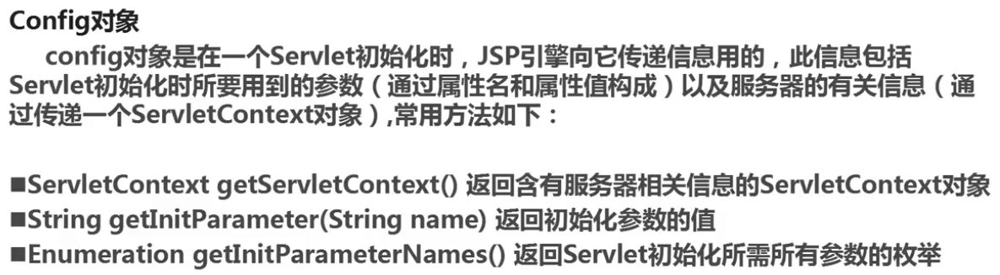 Config对象
config对象是在一个Servlet初始化时，JSP引擎向它传递信息用的，此信息包括
Servlet初始化时所要用到的参数（通过属性名和属性值构成）以及服务器的有关信息（通
过传递一个ServletContext对象）,常用方法如下：
■ServletContext getServletContext() 返回含有服务器相关信息的ServletContext对象
■String getInitParameter(String name) 返回初始化参数的值
■Enumeration getInitParameterNames() 返回Servlet初始化所需所有参数的枚举